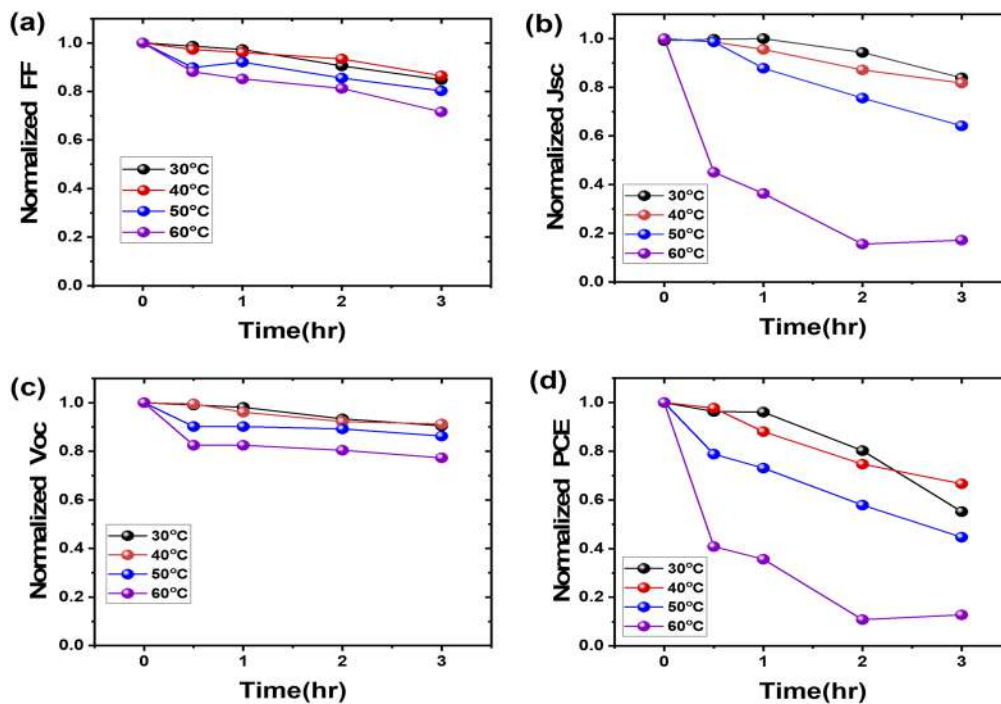 (a)
Normalized FF
1.0
0.8
0.6
0.4
0.2
0.0
30°C
40°C
50°C
60°C
0 1 2 3
Time(hr)
(b)
Normalized Jsc
1.0
0.8
0.6
0.4
0.2
0.0
30°C
40°C
50°C
60°C
0 1 2 3
Time(hr)
(c)
Normalized Voc
1.0
0.8
0.6
0.4
0.2
0.0
30°C
40°C
50°C
60°C
0 1 2 3
Time(hr)
(d)
Normalized PCE
1.0
0.8
0.6
0.4
0.2
0.0
30°C
40°C
50°C
60°C
0 1 2 3
Time(hr)